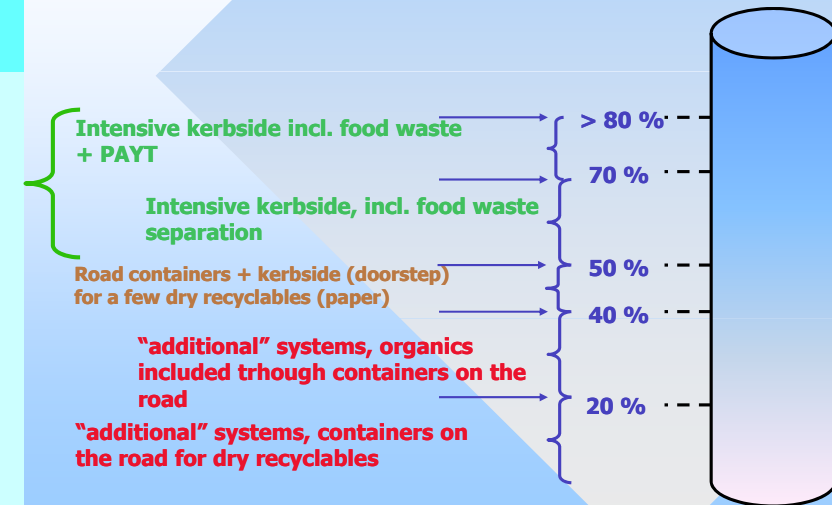 Intensive kerbside incl. food waste
+ PAYT
> 80 %
70 %
Intensive kerbside, incl. food waste
separation
Road containers + kerbside (doorstep)
for a few dry recyclables (paper)
50 %
40 %
“additional” systems, organics
included trhough containers on the
road
20 %
“additional” systems, containers on
the road for dry recyclables